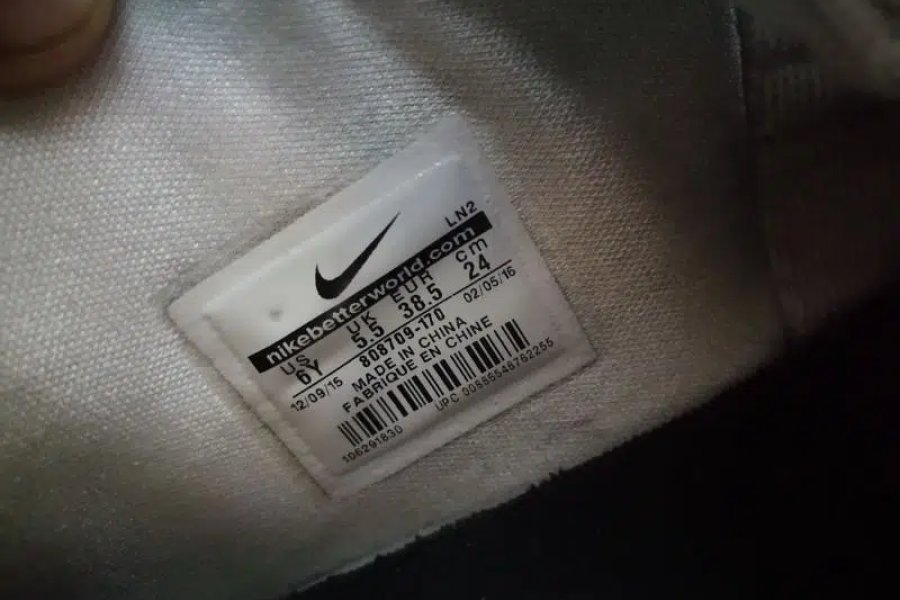 LN2
nikebetterworld.com
US UK EUR cm
6Y 5.5 38.5 24
12/09/15 808709-170 02/05/16
MADE IN CHINA
FABRIQUE EN CHINE
106291830 UPC 00885548762255